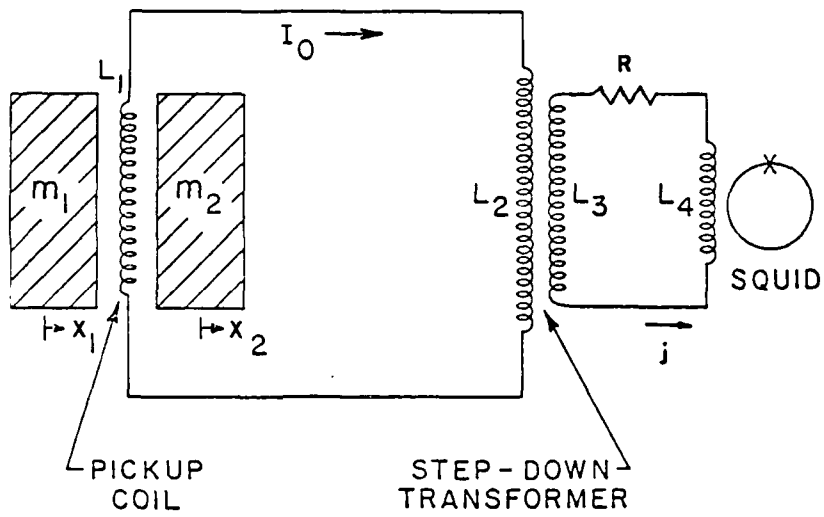 I₀
L₁
R
m₁
m₂
L₂
L₃
L₄
SQUID
x₁
x₂
j
PICKUP
COIL
STEP-DOWN
TRANSFORMER